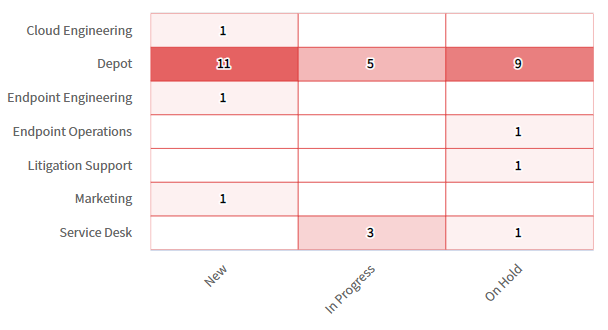 Cloud Engineering 1
Depot 11 5 9
Endpoint Engineering 1
Endpoint Operations 1
Litigation Support 1
Marketing 1
Service Desk 3 1
New In Progress On Hold